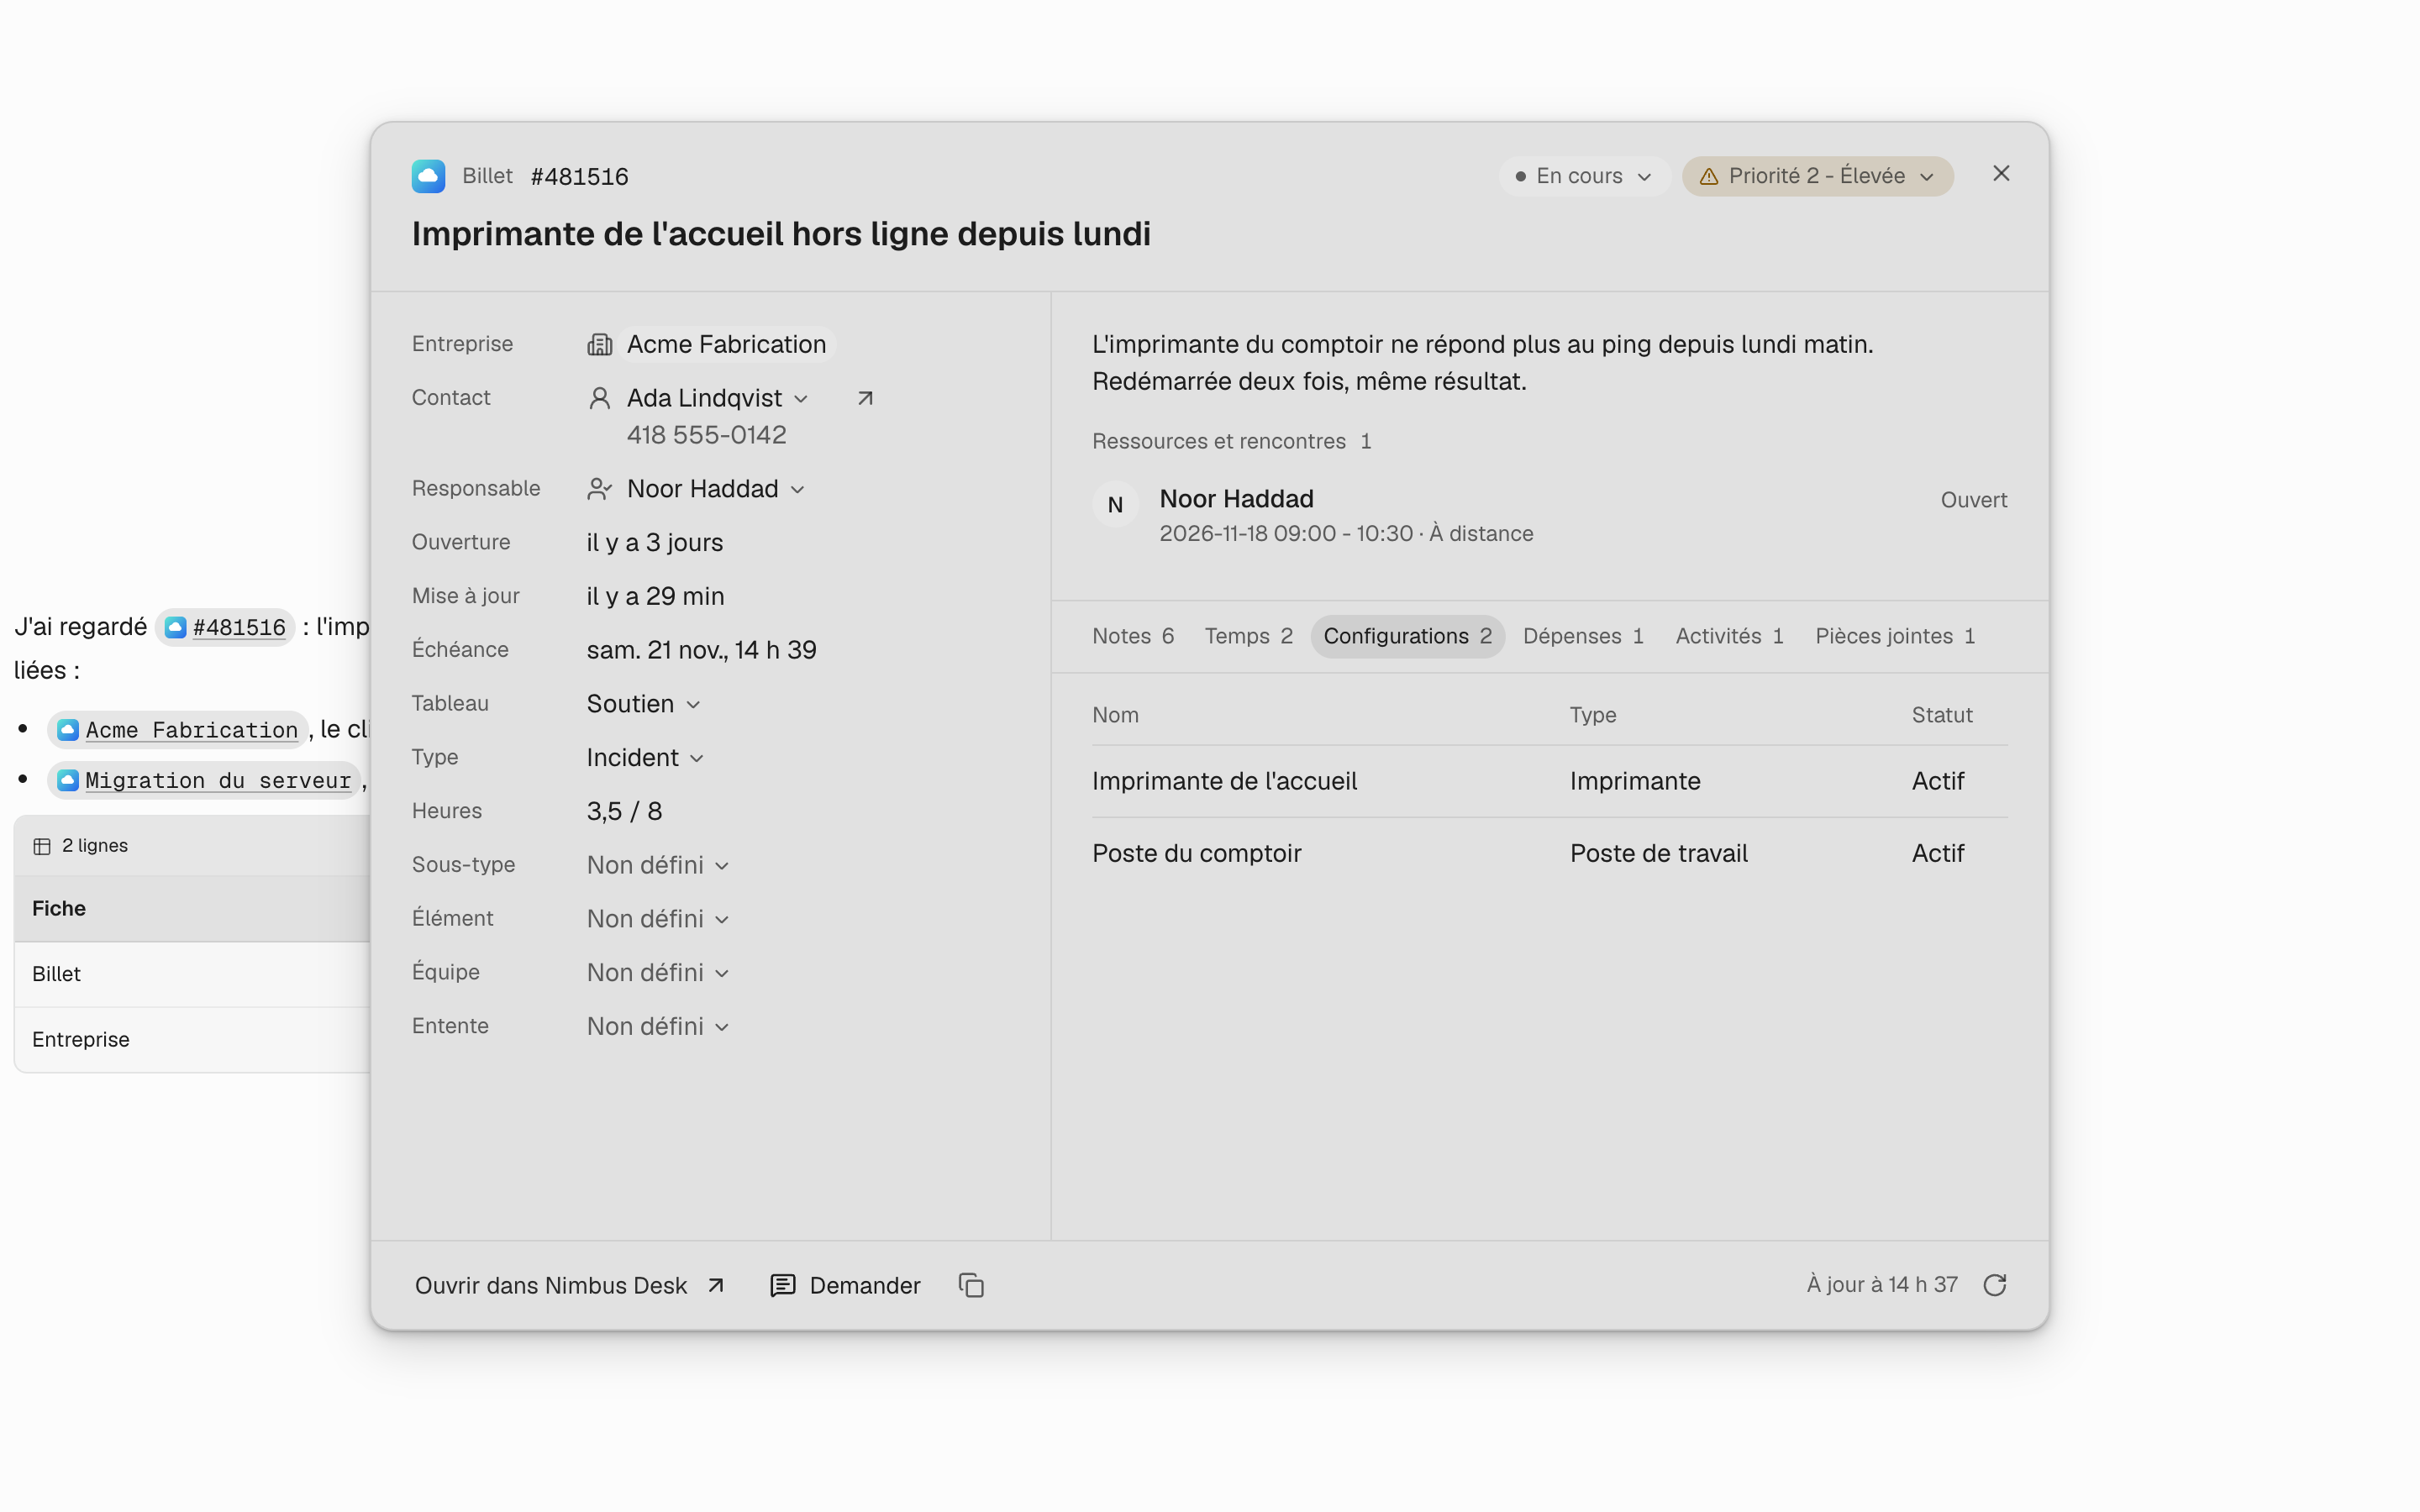 Billet #481516
En cours
Priorité 2 - Élevée
Imprimante de l'accueil hors ligne depuis lundi
Entreprise Acme Fabrication
Contact Ada Lindqvist
418 555-0142
Responsable Noor Haddad
Ouverture il y a 3 jours
Mise à jour il y a 29 min
Échéance sam. 21 nov., 14 h 39
Tableau Soutien
Type Incident
Heures 3,5 / 8
Sous-type Non défini
Élément Non défini
Équipe Non défini
Entente Non défini
L'imprimante du comptoir ne répond plus au ping depuis lundi matin.
Redémarrée deux fois, même résultat.
Ressources et rencontres 1
N Noor Haddad Ouvert
2026-11-18 09:00 - 10:30 · À distance
Notes 6 Temps 2 Configurations 2 Dépenses 1 Activités 1 Pièces jointes 1
Nom Type Statut
Imprimante de l'accueil Imprimante Actif
Poste du comptoir Poste de travail Actif
Ouvrir dans Nimbus Desk Demander À jour à 14 h 37
J'ai regardé #481516 : l'imp
liées :
• Acme Fabrication, le cli
• Migration du serveur,
2 lignes
Fiche
Billet
Entreprise